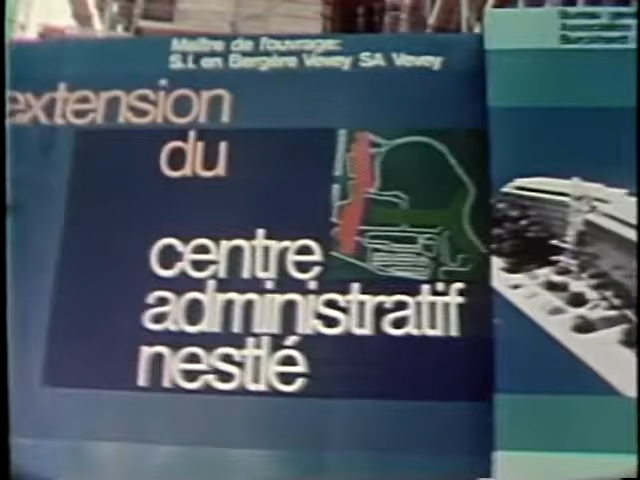 Maître de l'ouvrage:
S.I. en Bergère Vevey SA Vevey
extension
du
centre
administratif
nestlé